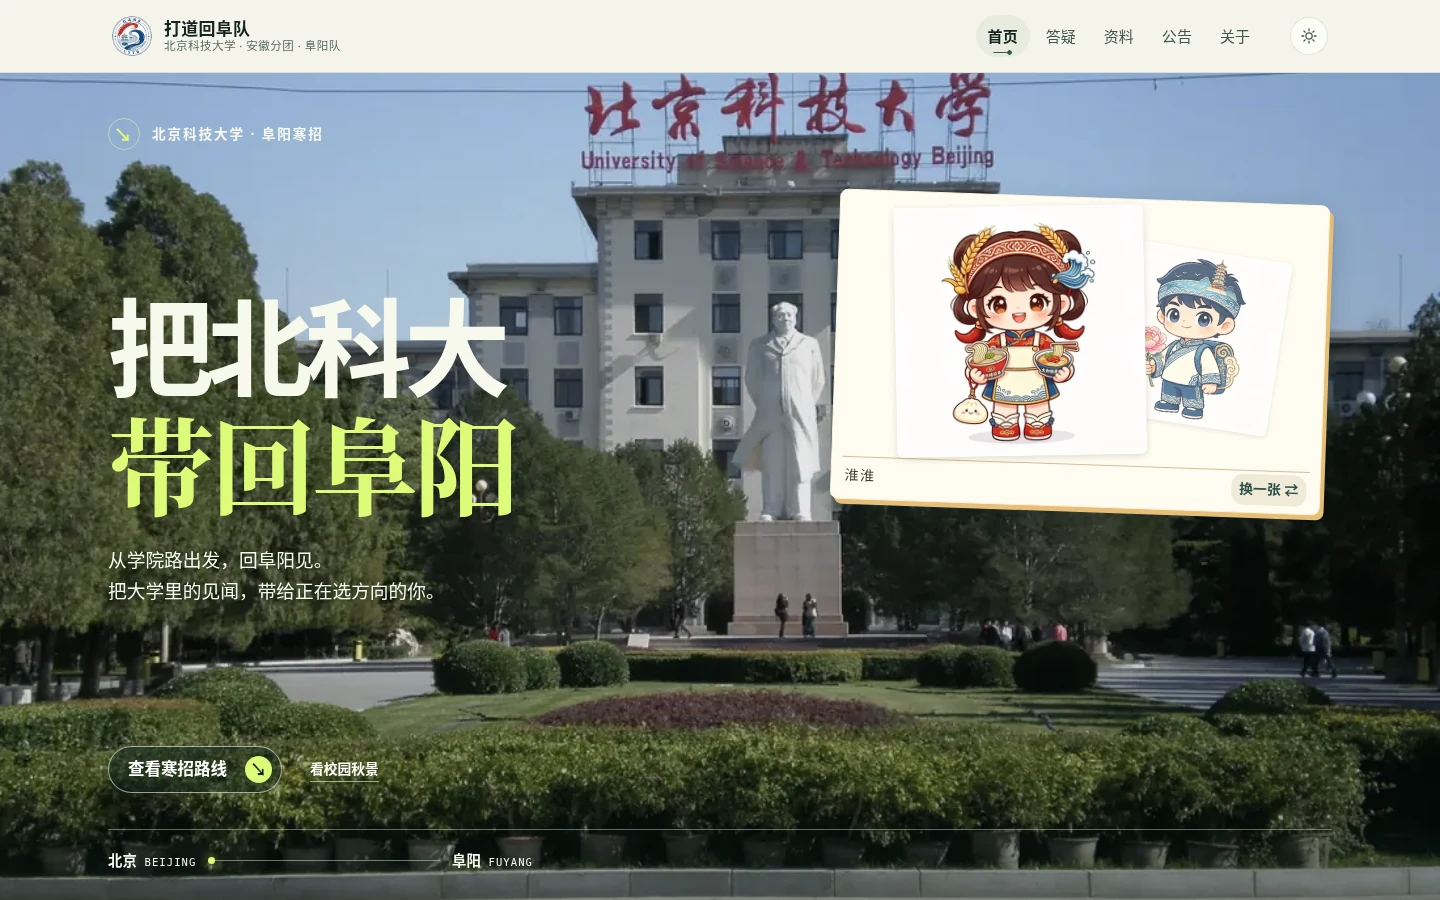 打道回阜队
北京科技大学 · 安徽分团 · 阜阳队
首页
答疑
资料
公告
关于
北京科技大学
University of Science & Technology Beijing
北京科技大学 · 阜阳寒招
把北科大
带回阜阳
从学院路出发，回阜阳见。
把大学里的见闻，带给正在选方向的你。
淮淮
换一张 ⇄
查看寒招路线
看校园秋景
北京 BEIJING
阜阳 FUYANG